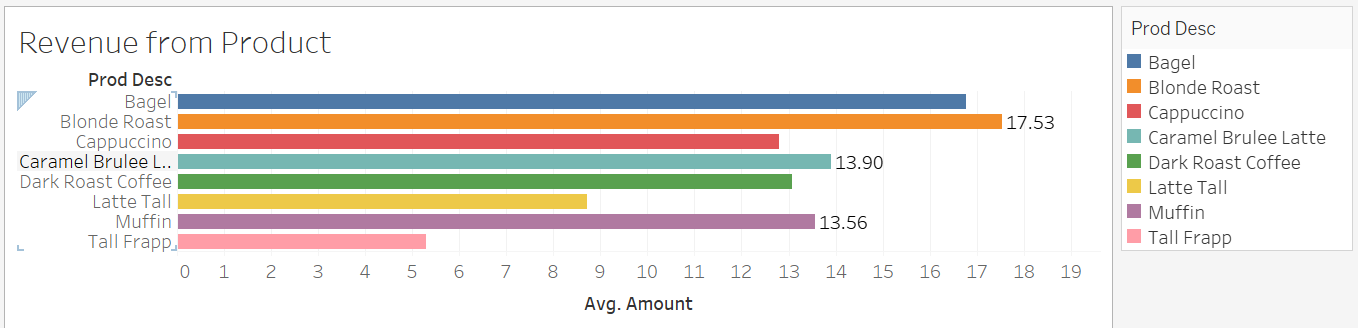 Revenue from Product
Prod Desc
Bagel
Blonde Roast 17.53
Cappuccino
Caramel Brulee L.. 13.90
Dark Roast Coffee
Latte Tall
Muffin 13.56
Tall Frapp
0 1 2 3 4 5 6 7 8 9 10 11 12 13 14 15 16 17 18 19
Avg. Amount
Prod Desc
Bagel
Blonde Roast
Cappuccino
Caramel Brulee Latte
Dark Roast Coffee
Latte Tall
Muffin
Tall Frapp